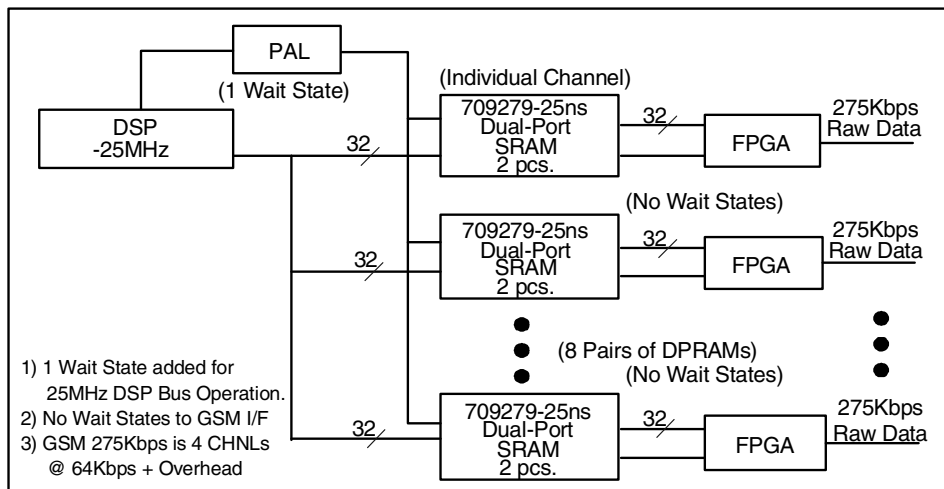 PAL
(1 Wait State)
DSP
-25MHz
(Individual Channel)
709279-25ns
Dual-Port
SRAM
2 pcs.
32
32
FPGA
275Kbps
Raw Data
(No Wait States)
709279-25ns
Dual-Port
SRAM
2 pcs.
32
32
FPGA
275Kbps
Raw Data
(8 Pairs of DPRAMs)
(No Wait States)
709279-25ns
Dual-Port
SRAM
2 pcs.
32
32
FPGA
275Kbps
Raw Data
1) 1 Wait State added for
25MHz DSP Bus Operation.
2) No Wait States to GSM I/F
3) GSM 275Kbps is 4 CHNLs
@ 64Kbps + Overhead